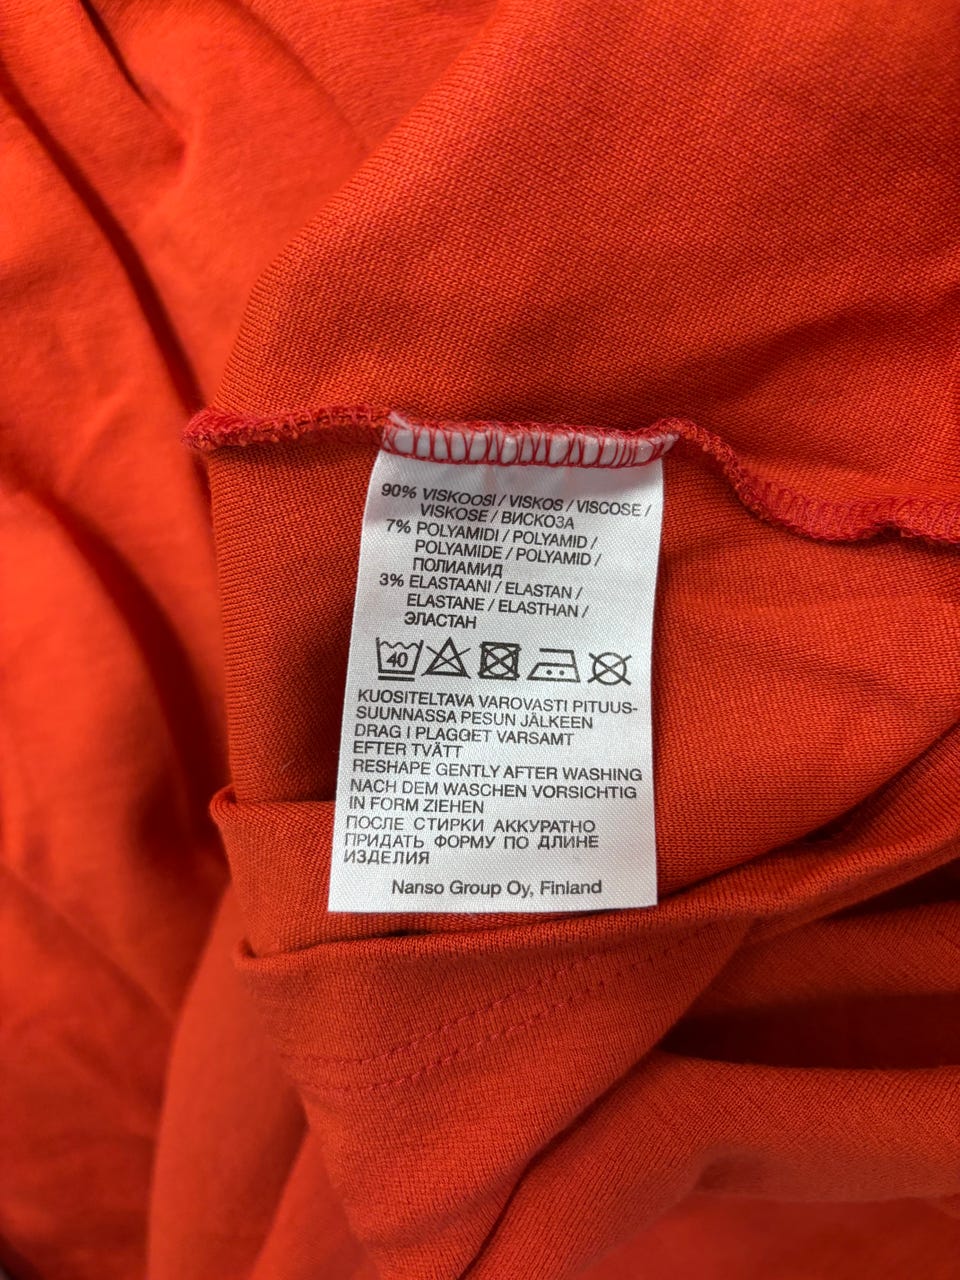 90% VISKOOSI / VISKOS / VISCOSE /
VISKOSE / ВИСКОЗА
7% POLYAMIDI / POLYAMID /
POLYAMIDE / POLYAMID /
ПОЛИАМИД
3% ELASTAANI / ELASTAN /
ELASTANE / ELASTHAN /
ЭЛАСТАН
40
KUOSITELTAVA VAROVASTI PITUUS-
SUUNNASSA PESUN JÄLKEEN
DRAG I PLAGGET VARSAMT
EFTER TVÄTT
RESHAPE GENTLY AFTER WASHING
NACH DEM WASCHEN VORSICHTIG
IN FORM ZIEHEN
ПОСЛЕ СТИРКИ АККУРАТНО
ПРИДАТЬ ФОРМУ ПО ДЛИНЕ
ИЗДЕЛИЯ
Nanso Group Oy, Finland